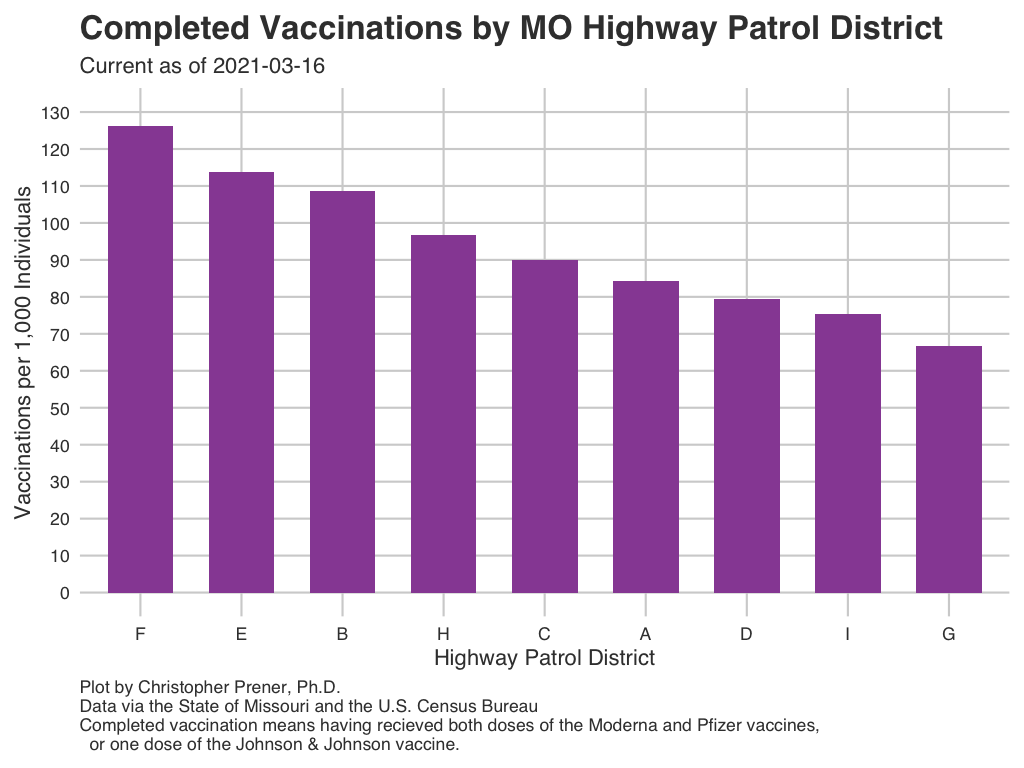 Completed Vaccinations by MO Highway Patrol District
Current as of 2021-03-16
Vaccinations per 1,000 Individuals
130
120
110
100
90
80
70
60
50
40
30
20
10
0
F E B H C A D I G
Highway Patrol District
Plot by Christopher Prener, Ph.D.
Data via the State of Missouri and the U.S. Census Bureau
Completed vaccination means having recieved both doses of the Moderna and Pfizer vaccines,
or one dose of the Johnson & Johnson vaccine.